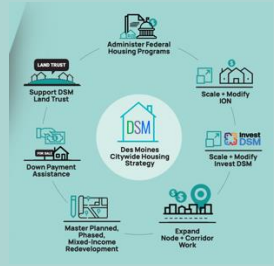 Administer Federal
Housing Programs
LAND TRUST
Support DSM
Land Trust
Scale + Modify
ION
DSM
Des Moines
Citywide Housing
Strategy
Invest
DSM
Scale + Modify
Invest DSM
FOR SALE
Down Payment
Assistance
Master Planned,
Phased,
Mixed-Income
Redevelopment
Expand
Node + Corridor
Work